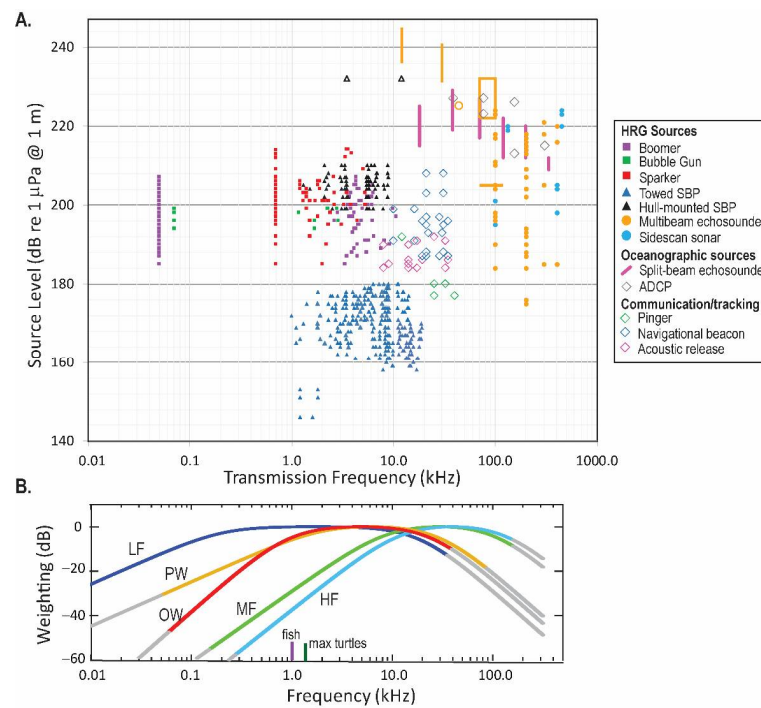 A.
240
220
200
180
160
140
Source Level (dB re 1 µPa @ 1 m)
0.01 0.1 1.0 10.0 100.0 1000.0
Transmission Frequency (kHz)
HRG Sources
Boomer
Bubble Gun
Sparker
Towed SBP
Hull-mounted SBP
Multibeam echosounde
Sidescan sonar
Oceanographic sources
Split-beam echosounde
ADCP
Communication/tracking
Pinger
Navigational beacon
Acoustic release
B.
0
−20
−40
−60
Weighting (dB)
LF
PW
OW
MF
HF
fish
max turtles
0.01 0.10 1.0 10.0 100.0
Frequency (kHz)